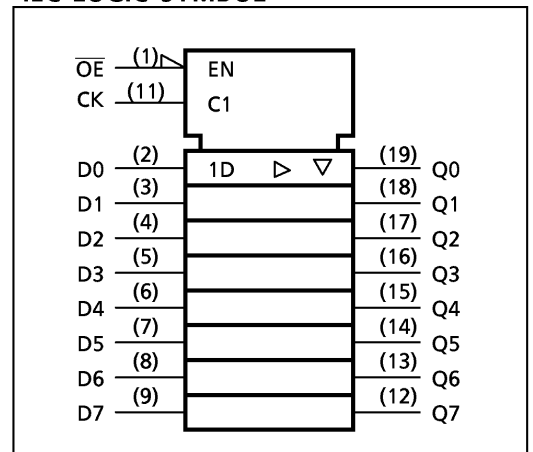 IEC LOGIC SYMBOL
OE (1) EN
CK (11) C1
D0 (2) 1D (19) Q0
D1 (3) (18) Q1
D2 (4) (17) Q2
D3 (5) (16) Q3
D4 (6) (15) Q4
D5 (7) (14) Q5
D6 (8) (13) Q6
D7 (9) (12) Q7